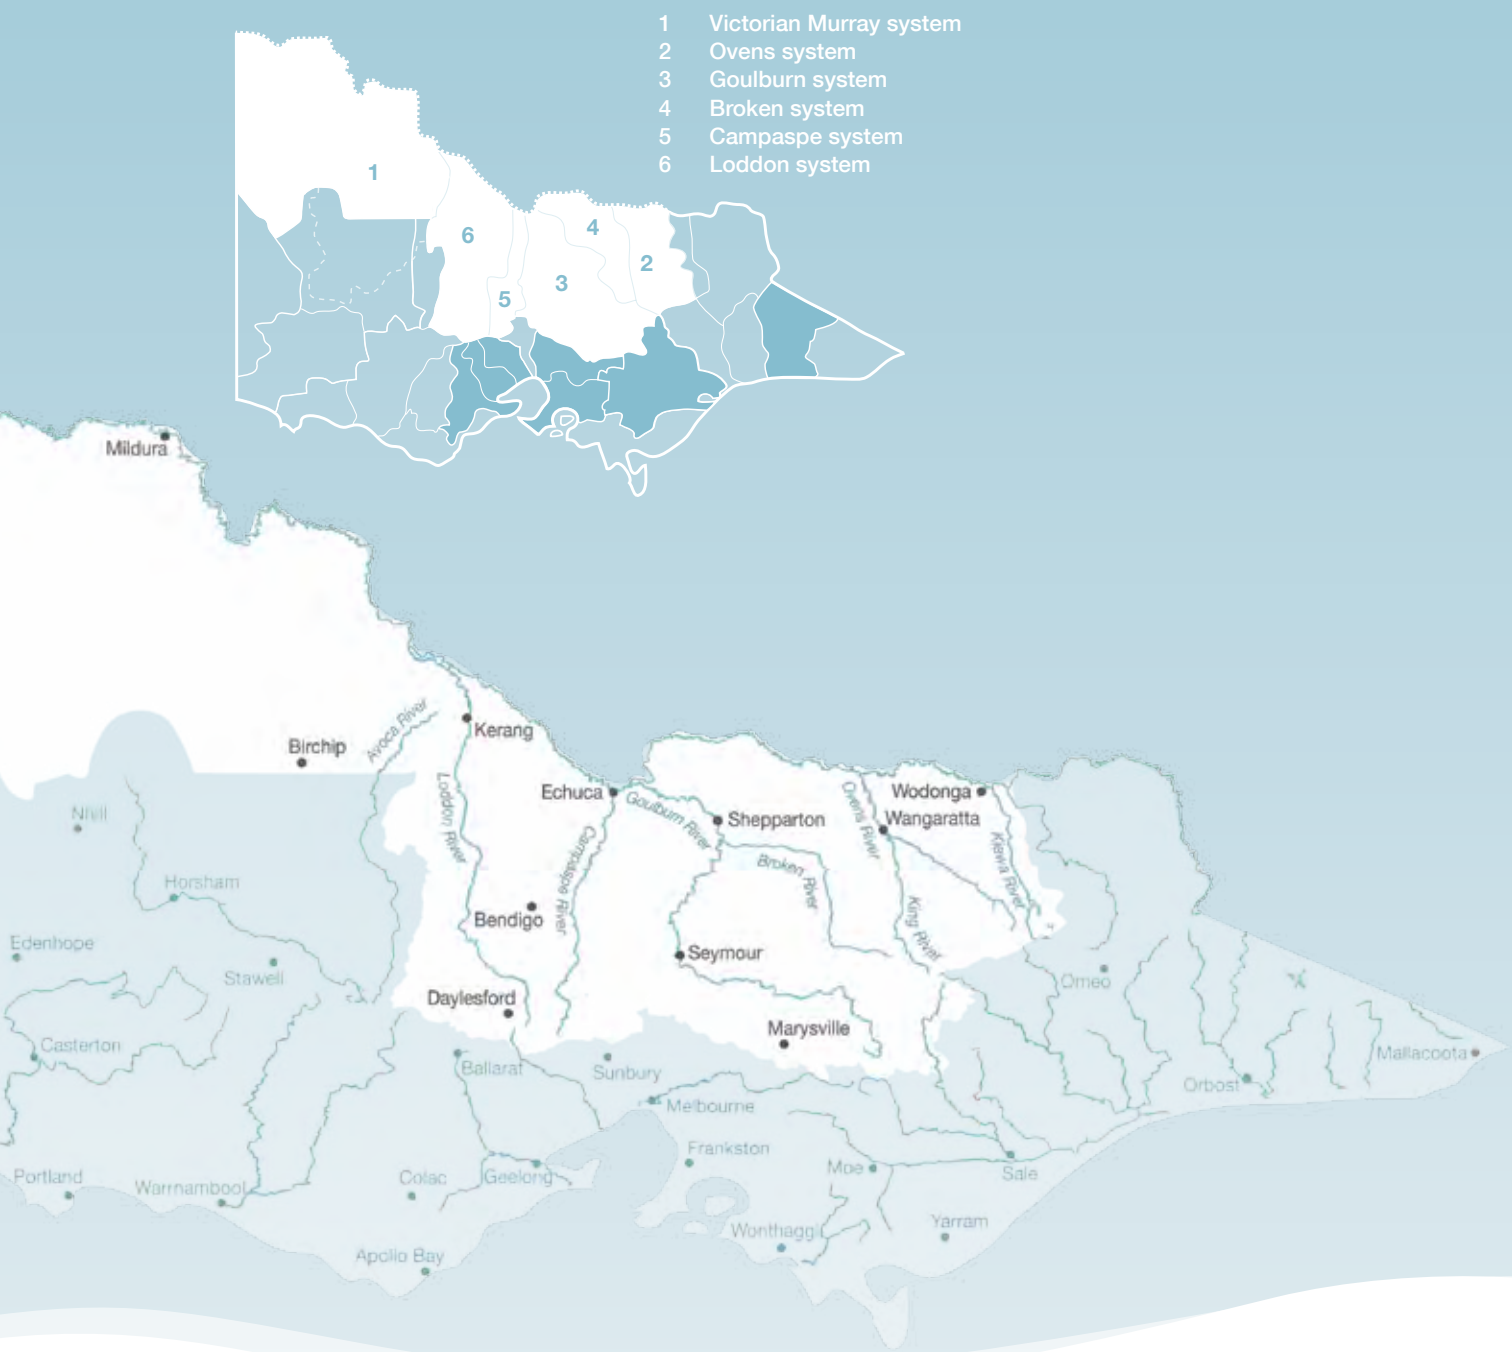 1 Victorian Murray system
2 Ovens system
3 Goulburn system
4 Broken system
5 Campaspe system
6 Loddon system
1
6
4
2
3
5
Mildura
Avoca River
Kerang
Birchip
Loddon River
Echuca
Goulburn River
Ovens River
Wodonga
Shepparton
Wangaratta
Nhill
Campaspe River
Broken River
Kiewa River
Horsham
Bendigo
King River
Edenhope
Seymour
Stawell
Omeo
Daylesford
Marysville
Casterton
Mallacoota
Ballarat
Sunbury
Orbost
Melbourne
Frankston
Moe
Sale
Portland
Warrnambool
Colac
Geelong
Wonthaggi
Yarram
Apollo Bay